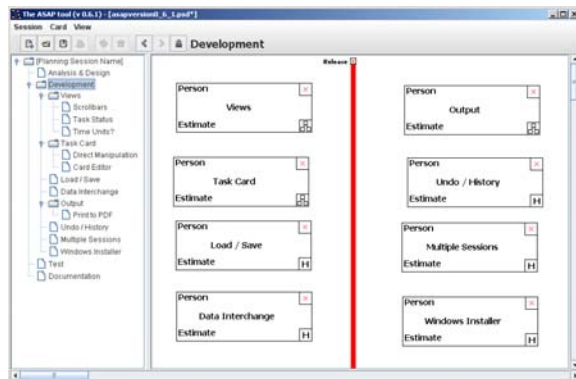 The ASAP tool (v 0.6.1) - [asapversion0_6_1.psd*]
Session Card View
Development
[Planning Session Name]
Analysis & Design
Development
Views
Scrollbars
Task Status
Time Units?
Task Card
Direct Manipulation
Card Editor
Load / Save
Data Interchange
Output
Print to PDF
Undo / History
Multiple Sessions
Windows Installer
Test
Documentation
Release
Person
Views
Estimate
Person
Output
Estimate
Person
Task Card
Estimate
Person
Undo / History
Estimate
H
Person
Load / Save
Estimate
H
Person
Multiple Sessions
Estimate
H
Person
Data Interchange
Estimate
H
Person
Windows Installer
Estimate
H